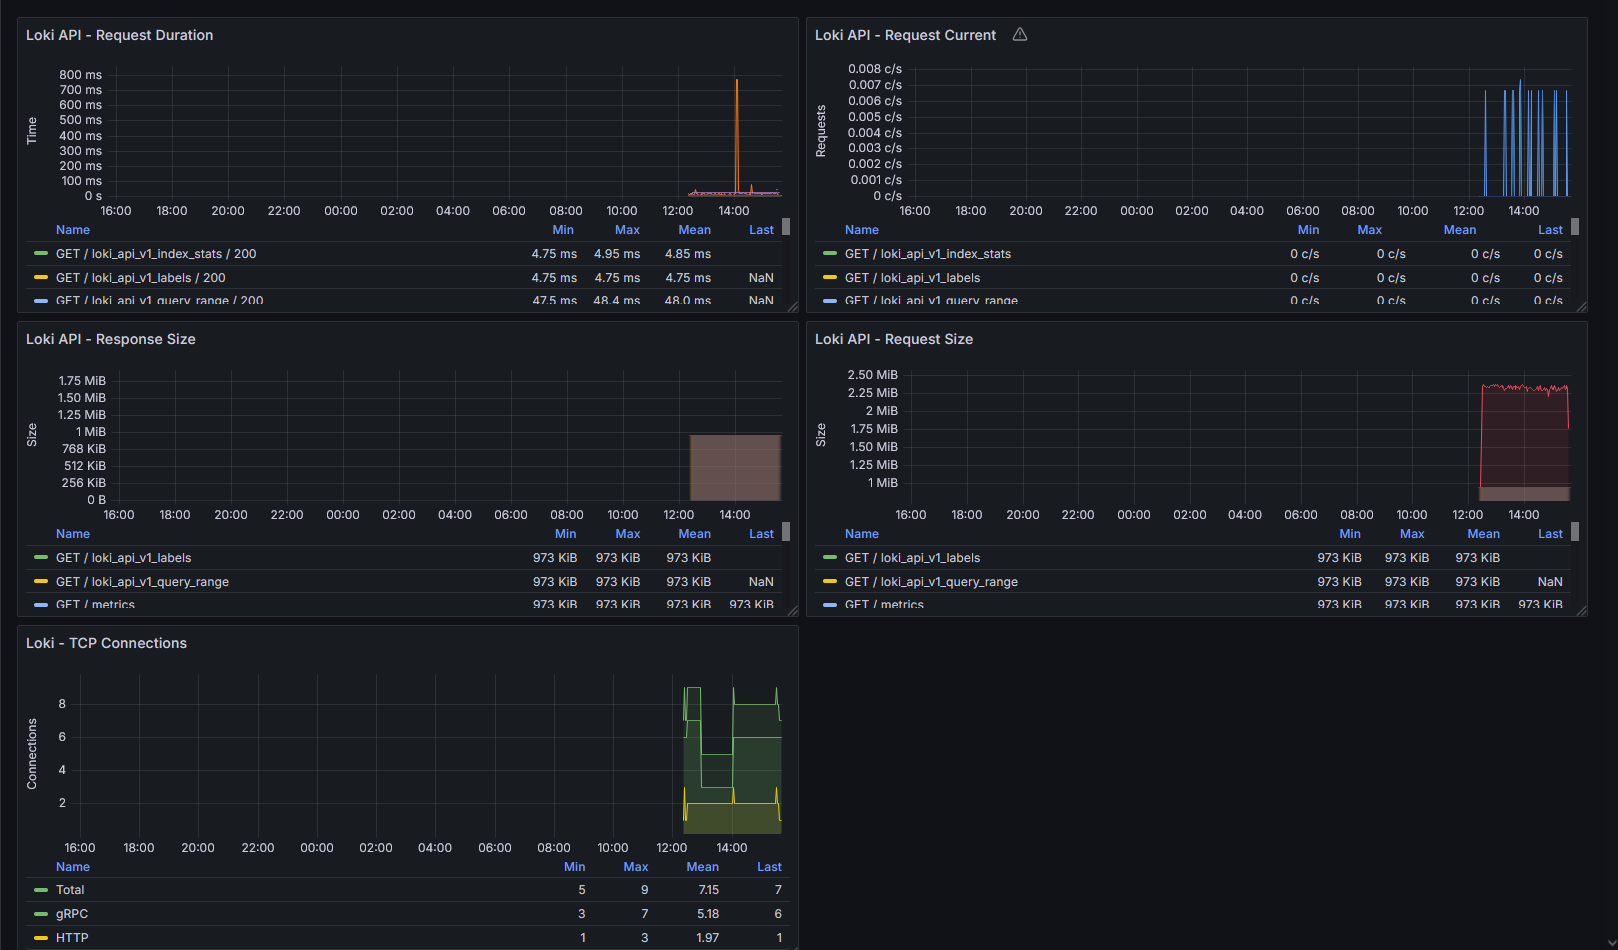 Loki API - Request Duration
Time
800 ms
700 ms
600 ms
500 ms
400 ms
300 ms
200 ms
100 ms
0 s
16:00 18:00 20:00 22:00 00:00 02:00 04:00 06:00 08:00 10:00 12:00 14:00
Name Min Max Mean Last
GET / loki_api_v1_index_stats / 200 4.75 ms 4.95 ms 4.85 ms
GET / loki_api_v1_labels / 200 4.75 ms 4.75 ms 4.75 ms NaN
GET / loki_api_v1_query_range / 200 47.5 ms 48.4 ms 48.0 ms NaN
Loki API - Request Current
Requests
0.008 c/s
0.007 c/s
0.006 c/s
0.005 c/s
0.004 c/s
0.003 c/s
0.002 c/s
0.001 c/s
0 c/s
16:00 18:00 20:00 22:00 00:00 02:00 04:00 06:00 08:00 10:00 12:00 14:00
Name Min Max Mean Last
GET / loki_api_v1_index_stats 0 c/s 0 c/s 0 c/s 0 c/s
GET / loki_api_v1_labels 0 c/s 0 c/s 0 c/s 0 c/s
GET / loki_api_v1_query_range 0 c/s 0 c/s 0 c/s 0 c/s
Loki API - Response Size
Size
1.75 MiB
1.50 MiB
1.25 MiB
1 MiB
768 KiB
512 KiB
256 KiB
0 B
16:00 18:00 20:00 22:00 00:00 02:00 04:00 06:00 08:00 10:00 12:00 14:00
Name Min Max Mean Last
GET / loki_api_v1_labels 973 KiB 973 KiB 973 KiB
GET / loki_api_v1_query_range 973 KiB 973 KiB 973 KiB NaN
GET / metrics 973 KiB 973 KiB 973 KiB 973 KiB
Loki API - Request Size
Size
2.50 MiB
2.25 MiB
2 MiB
1.75 MiB
1.50 MiB
1.25 MiB
1 MiB
16:00 18:00 20:00 22:00 00:00 02:00 04:00 06:00 08:00 10:00 12:00 14:00
Name Min Max Mean Last
GET / loki_api_v1_labels 973 KiB 973 KiB 973 KiB
GET / loki_api_v1_query_range 973 KiB 973 KiB 973 KiB NaN
GET / metrics 973 KiB 973 KiB 973 KiB 973 KiB
Loki - TCP Connections
Connections
8
6
4
2
16:00 18:00 20:00 22:00 00:00 02:00 04:00 06:00 08:00 10:00 12:00 14:00
Name Min Max Mean Last
Total 5 9 7.15 7
gRPC 3 7 5.18 6
HTTP 1 3 1.97 1